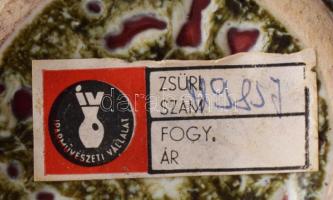 iv
IPARMŰVÉSZETI VÁLLALAT
ZSŰRI
SZÁM
FOGY.
ÁR